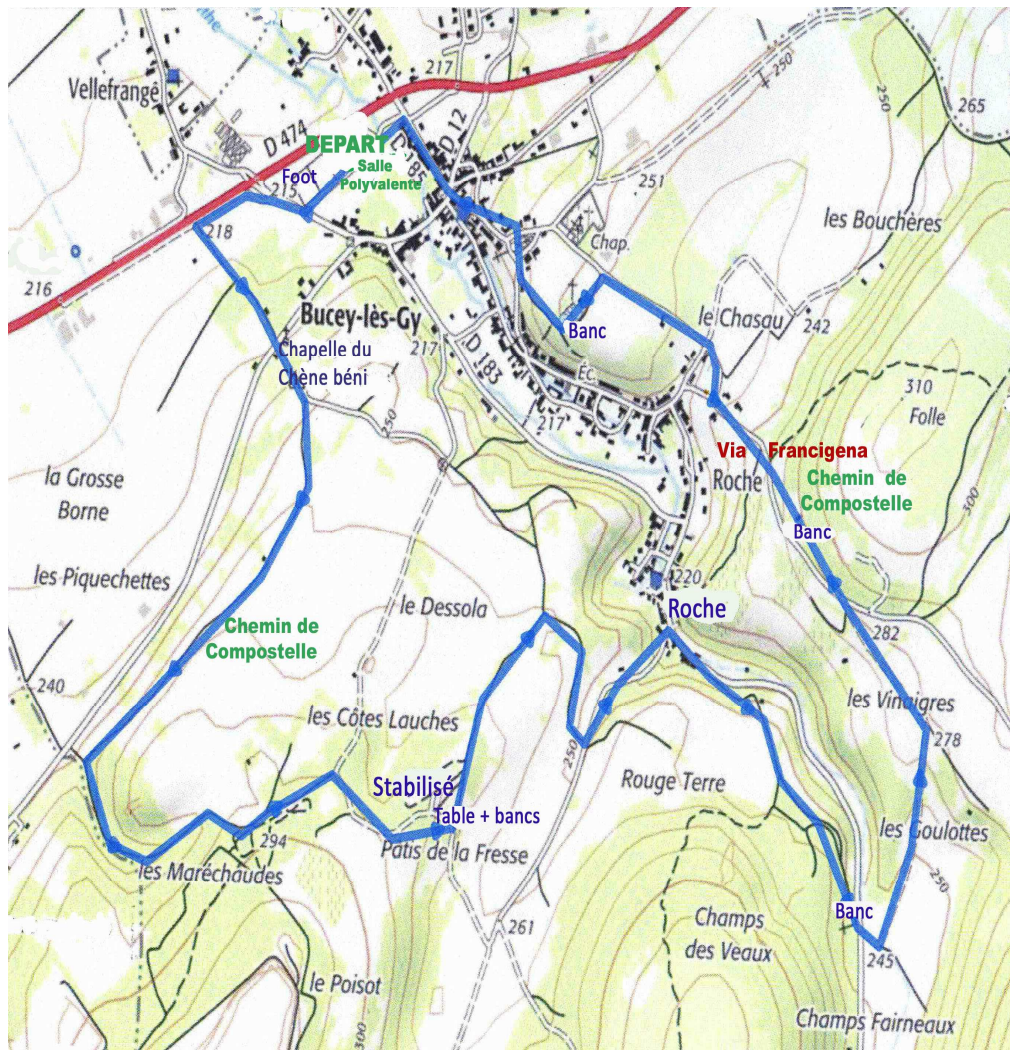 Vellefrangé
217
250
250
265
D 474
D 12
DEPART
Salle
Polyvalente
Foot
215
251
218
Chap.
les Bouchères
216
Bucey-lès-Gy
Banc
le Chasau
242
217
D 183
Chapelle du
Chêne béni
Éc.
310
Folle
250
217
Via Francigena
Roche
Chemin de
Compostelle
300
la Grosse
Borne
Banc
les Piquechettes
220
le Dessola
Roche
Chemin de
Compostelle
282
240
les Vinaigres
les Côtes Lauches
278
250
Rouge Terre
Stabilisé
Table + bancs
les Goulottes
294
Patis de la Fresse
les Maréchaudes
250
Banc
261
Champs
des Veaux
245
le Poisot
300
Champs Fairneaux